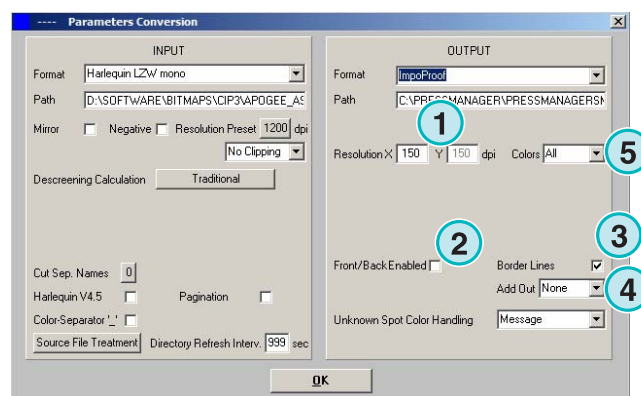 ---- Parameters Conversion
INPUT
Format Harlequin LZW mono
Path D:\SOFTWARE\BITMAPS\CIP3\APOGEE_AS
Mirror Negative Resolution Preset 1200 dpi
No Clipping
Descreening Calculation Traditional
Cut Sep. Names 0
Harlequin V4.5 Pagination
Color-Separator '_'
Source File Treatment Directory Refresh Interv. 999 sec
OUTPUT
Format ImpoProof
Path C:\PRESSMANAGER\PRESSMANAGERSN
1
Resolution X 150 Y 150 dpi Colors All 5
2 3
Front/Back Enabled Border Lines
Add Out None 4
Unknown Spot Color Handling Message
OK